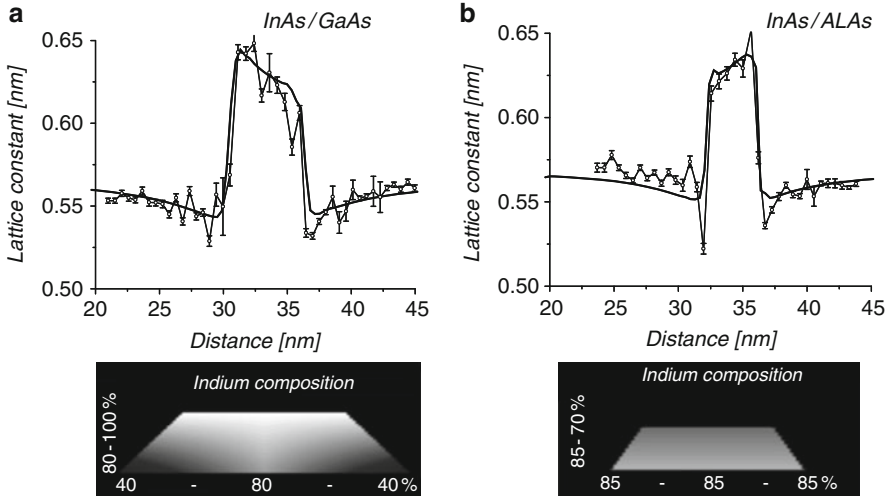 a
InAs/GaAs
Lattice constant [nm]
0.65
0.60
0.55
0.50
20 25 30 35 40 45
Distance [nm]
Indium composition
80-100%
40 - 80 - 40%
b
InAs/ALAs
Lattice constant [nm]
0.65
0.60
0.55
0.50
20 25 30 35 40 45
Distance [nm]
Indium composition
85-70%
85 - 85 - 85%